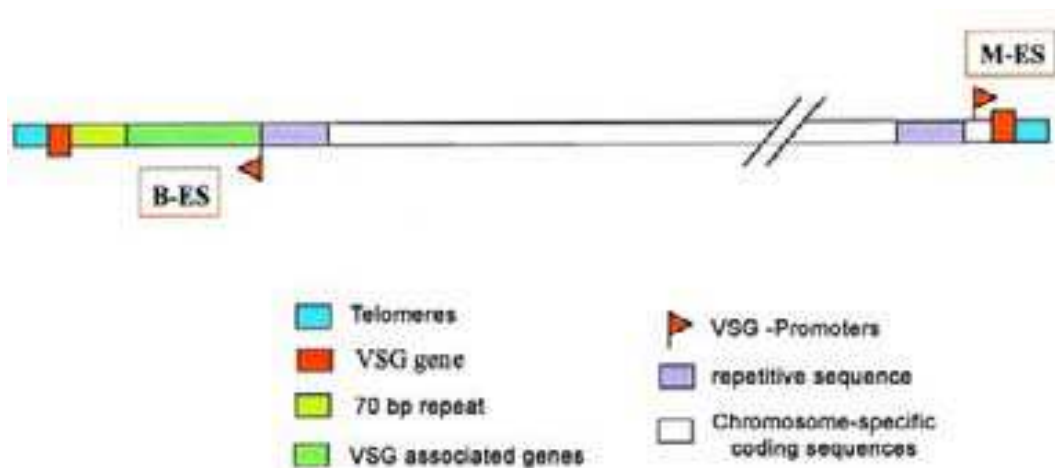 M-ES
B-ES
Telomeres
VSG gene
70 bp repeat
VSG associated genes
VSG -Promoters
repetitive sequence
Chromosome-specific
coding sequences